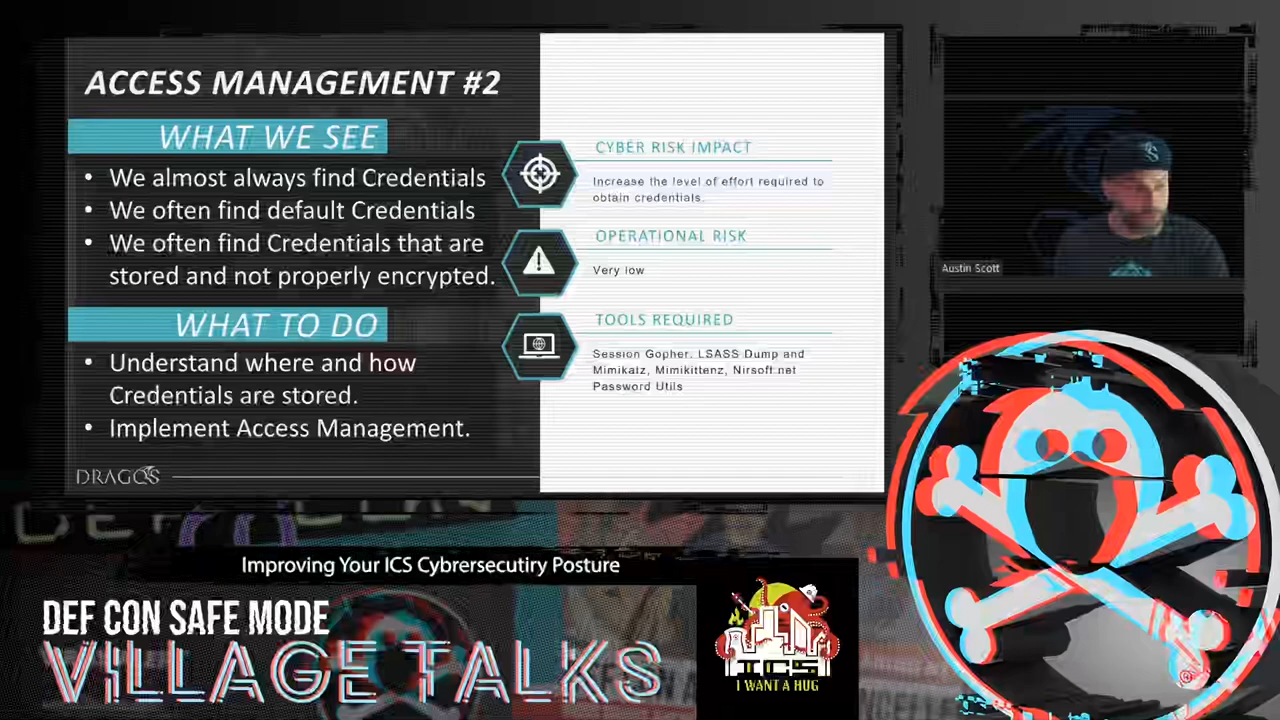 ACCESS MANAGEMENT #2
WHAT WE SEE
• We almost always find Credentials
• We often find default Credentials
• We often find Credentials that are
stored and not properly encrypted.
WHAT TO DO
• Understand where and how
Credentials are stored.
• Implement Access Management.
DRAGOS
CYBER RISK IMPACT
Increase the level of effort required to
obtain credentials.
OPERATIONAL RISK
Very low
TOOLS REQUIRED
Session Gopher. LSASS Dump and
Mimikatz, Mimikittenz, Nirsoft.net
Password Utils
Austin Scott
Improving Your ICS Cybrersecutiry Posture
DEF CON SAFE MODE
VILLAGE TALKS
ICS
I WANT A HUG